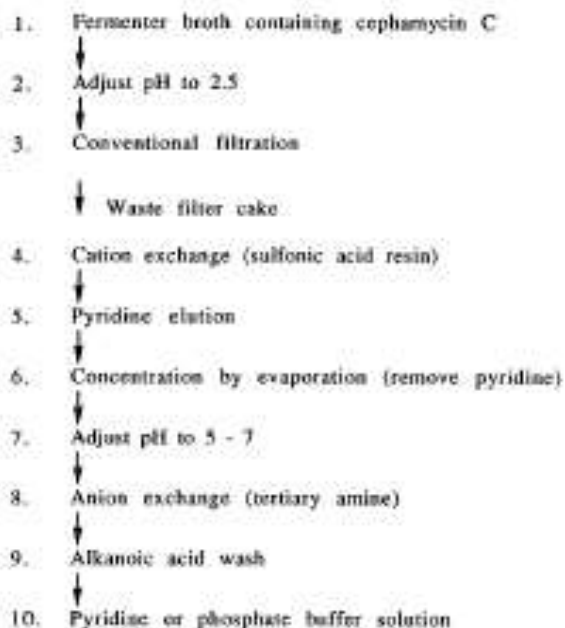 1. Fermenter broth containing cephamycin C
2. Adjust pH to 2.5
3. Conventional filtration
Waste filter cake
4. Cation exchange (sulfonic acid resin)
5. Pyridine elution
6. Concentration by evaporation (remove pyridine)
7. Adjust pH to 5 - 7
8. Anion exchange (tertiary amine)
9. Alkanoic acid wash
10. Pyridine or phosphate buffer solution